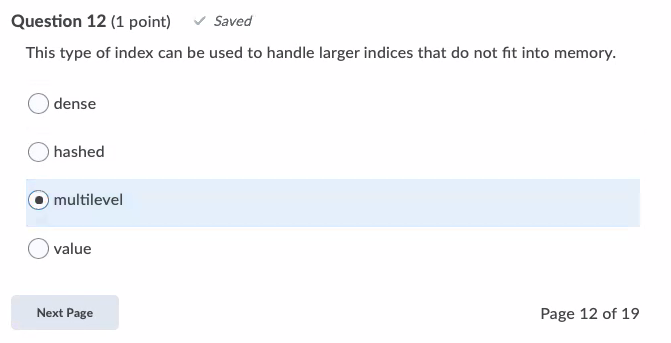 Question 12 (1 point) ✓ Saved
This type of index can be used to handle larger indices that do not fit into memory.
dense
hashed
multilevel
value
Next Page Page 12 of 19